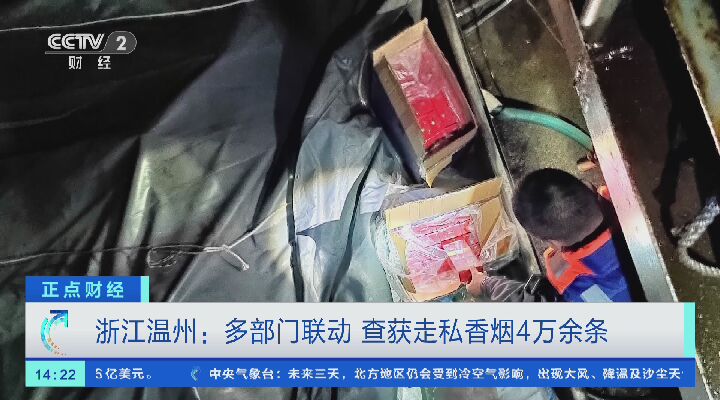 CCTV 2
财经
正点财经
浙江温州：多部门联动 查获走私香烟4万余条
14:22
亿美元。 中央气象台：未来三天，北方地区仍会受到冷空气影响，出现大风、降温及沙尘天